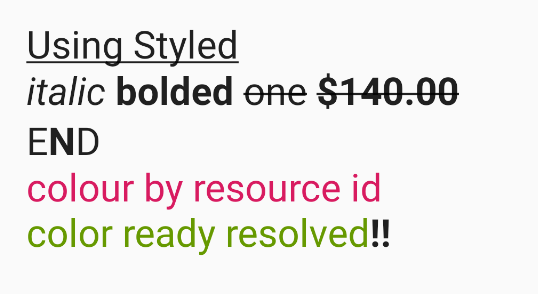 Using Styled
italic bolded one $140.00
END
colour by resource id
color ready resolved!!